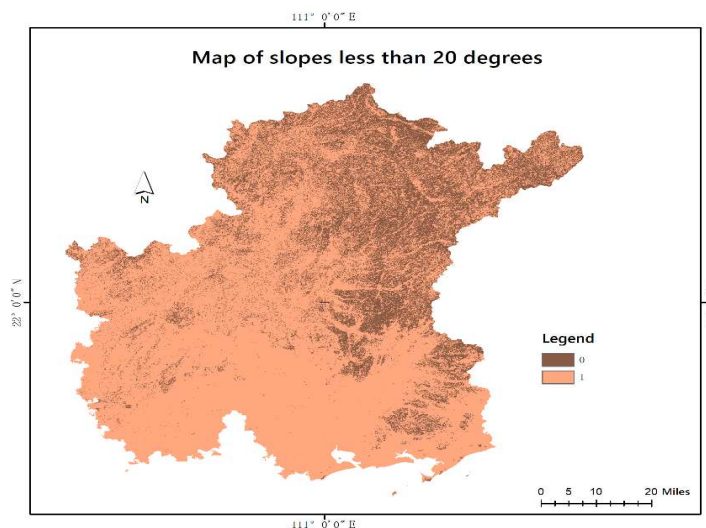 111° 0′0″ E
Map of slopes less than 20 degrees
N
22° 0′0″ N
Legend
0
1
0 5 10 20 Miles
111° 0′0″ E